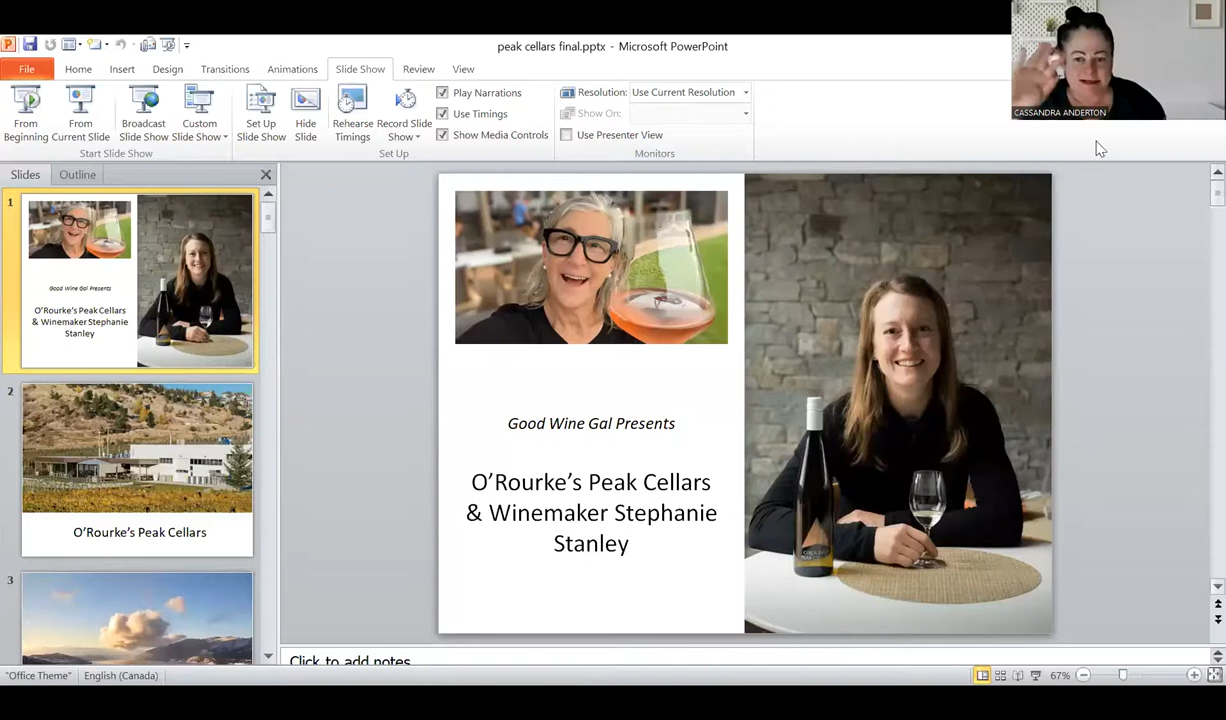 peak cellars final.pptx - Microsoft PowerPoint
File Home Insert Design Transitions Animations Slide Show Review View
From Beginning
From Current Slide
Broadcast Slide Show
Custom Slide Show
Set Up Slide Show
Hide Slide
Rehearse Timings
Record Slide Show
Play Narrations
Use Timings
Show Media Controls
Resolution: Use Current Resolution
Show On:
Use Presenter View
Start Slide Show
Set Up
Monitors
CASSANDRA ANDERTON
Slides Outline
1
Good Wine Gal Presents
O'Rourke's Peak Cellars
& Winemaker Stephanie
Stanley
2
O'Rourke's Peak Cellars
3
Good Wine Gal Presents
O'Rourke's Peak Cellars
& Winemaker Stephanie
Stanley
Click to add notes
"Office Theme" English (Canada) 67%